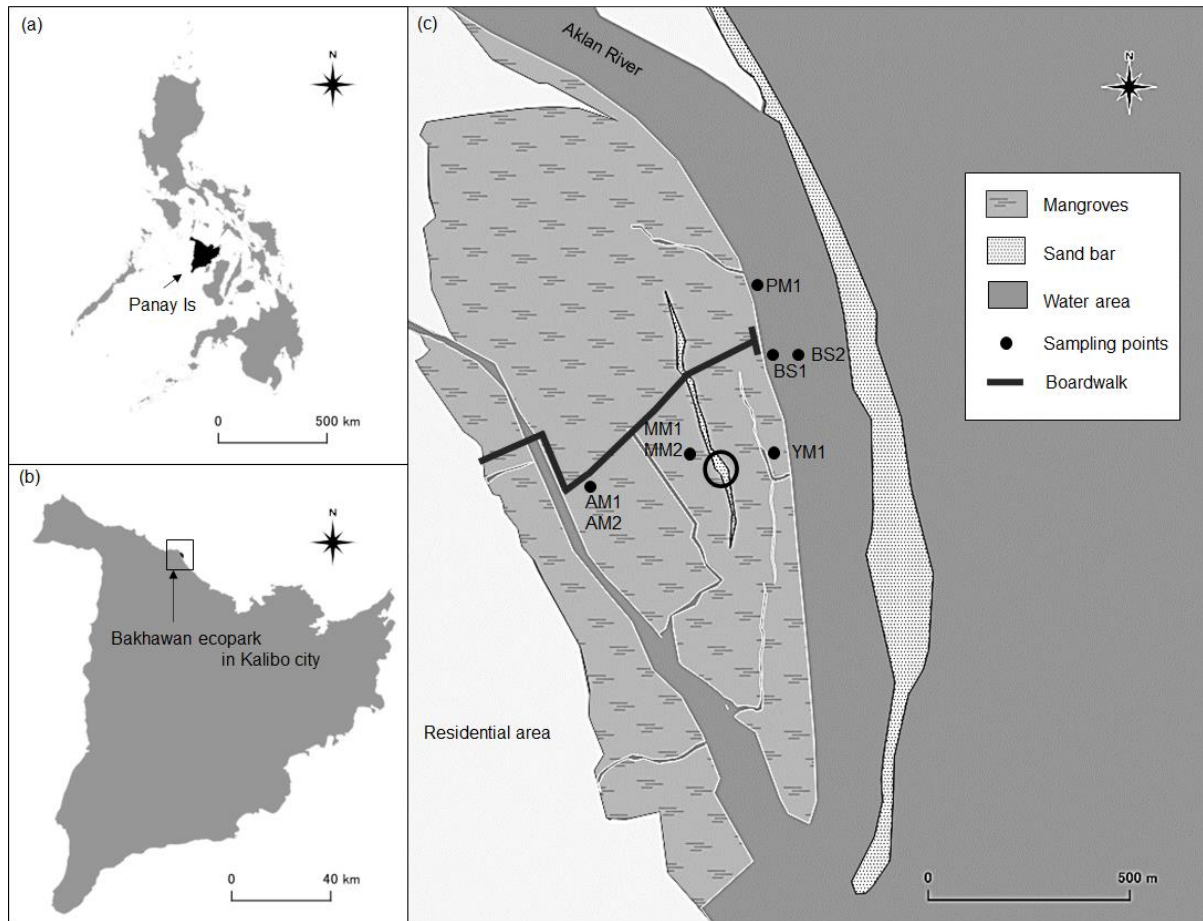 (a)
N
Panay Is
0
500 km
(b)
N
Bakhawan ecopark
in Kalibo city
0
40 km
(c)
Aklan River
N
Mangroves
Sand bar
Water area
Sampling points
Boardwalk
PM1
BS2
BS1
MM1
MM2
YM1
AM1
AM2
Residential area
0
500 m